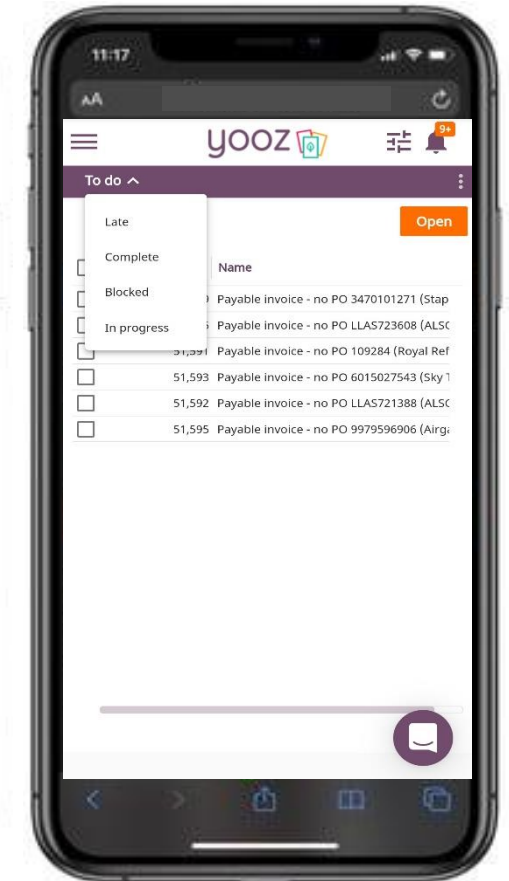 11:17
AA
yooz
9+
To do
Open
Late
Complete
Blocked
In progress
Name
Payable invoice - no PO 3470101271 (Stap
Payable invoice - no PO LLAS723608 (ALSC
51,591 Payable invoice - no PO 109284 (Royal Ref
51,593 Payable invoice - no PO 6015027543 (Sky T
51,592 Payable invoice - no PO LLAS721388 (ALSC
51,595 Payable invoice - no PO 9979596906 (Airga